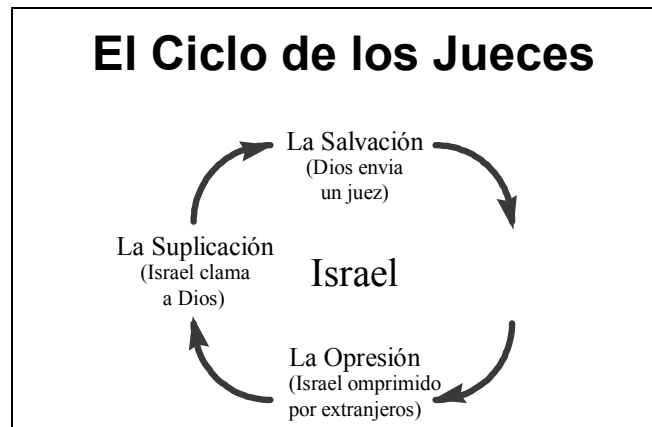 El Ciclo de los Jueces
La Salvación
(Dios envia
un juez)
La Suplicación
(Israel clama
a Dios)
Israel
La Opresión
(Israel omprimido
por extranjeros)